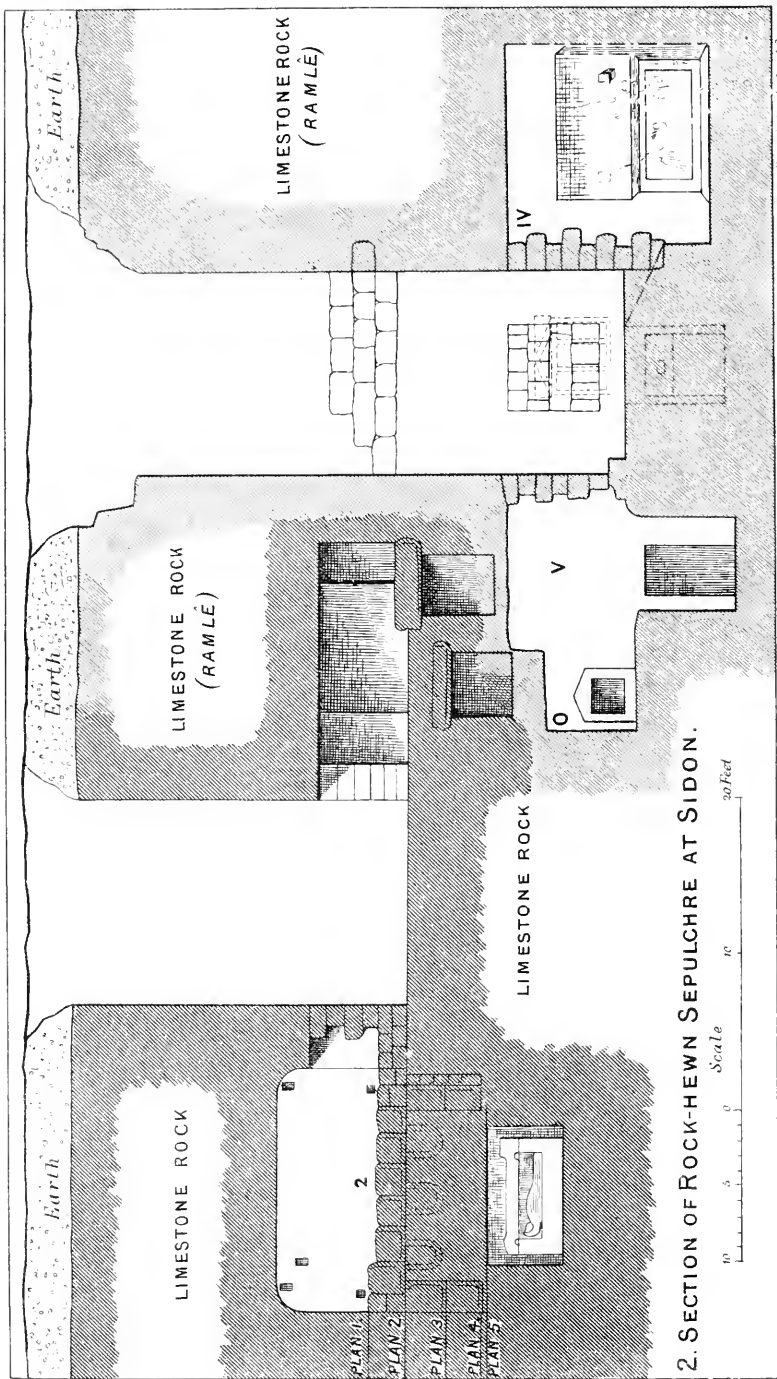 Earth
Earth
Earth
LIMESTONE ROCK
LIMESTONE ROCK
(RAMLÊ)
LIMESTONE ROCK
(RAMLÊ)
2
PLAN 1.
PLAN 2.
PLAN 3
PLAN 4.
PLAN 5.
LIMESTONE ROCK
O
V
IV
2. SECTION OF ROCK-HEWN SEPULCHRE AT SIDON.
10 5 0 10 20 Feet
Scale